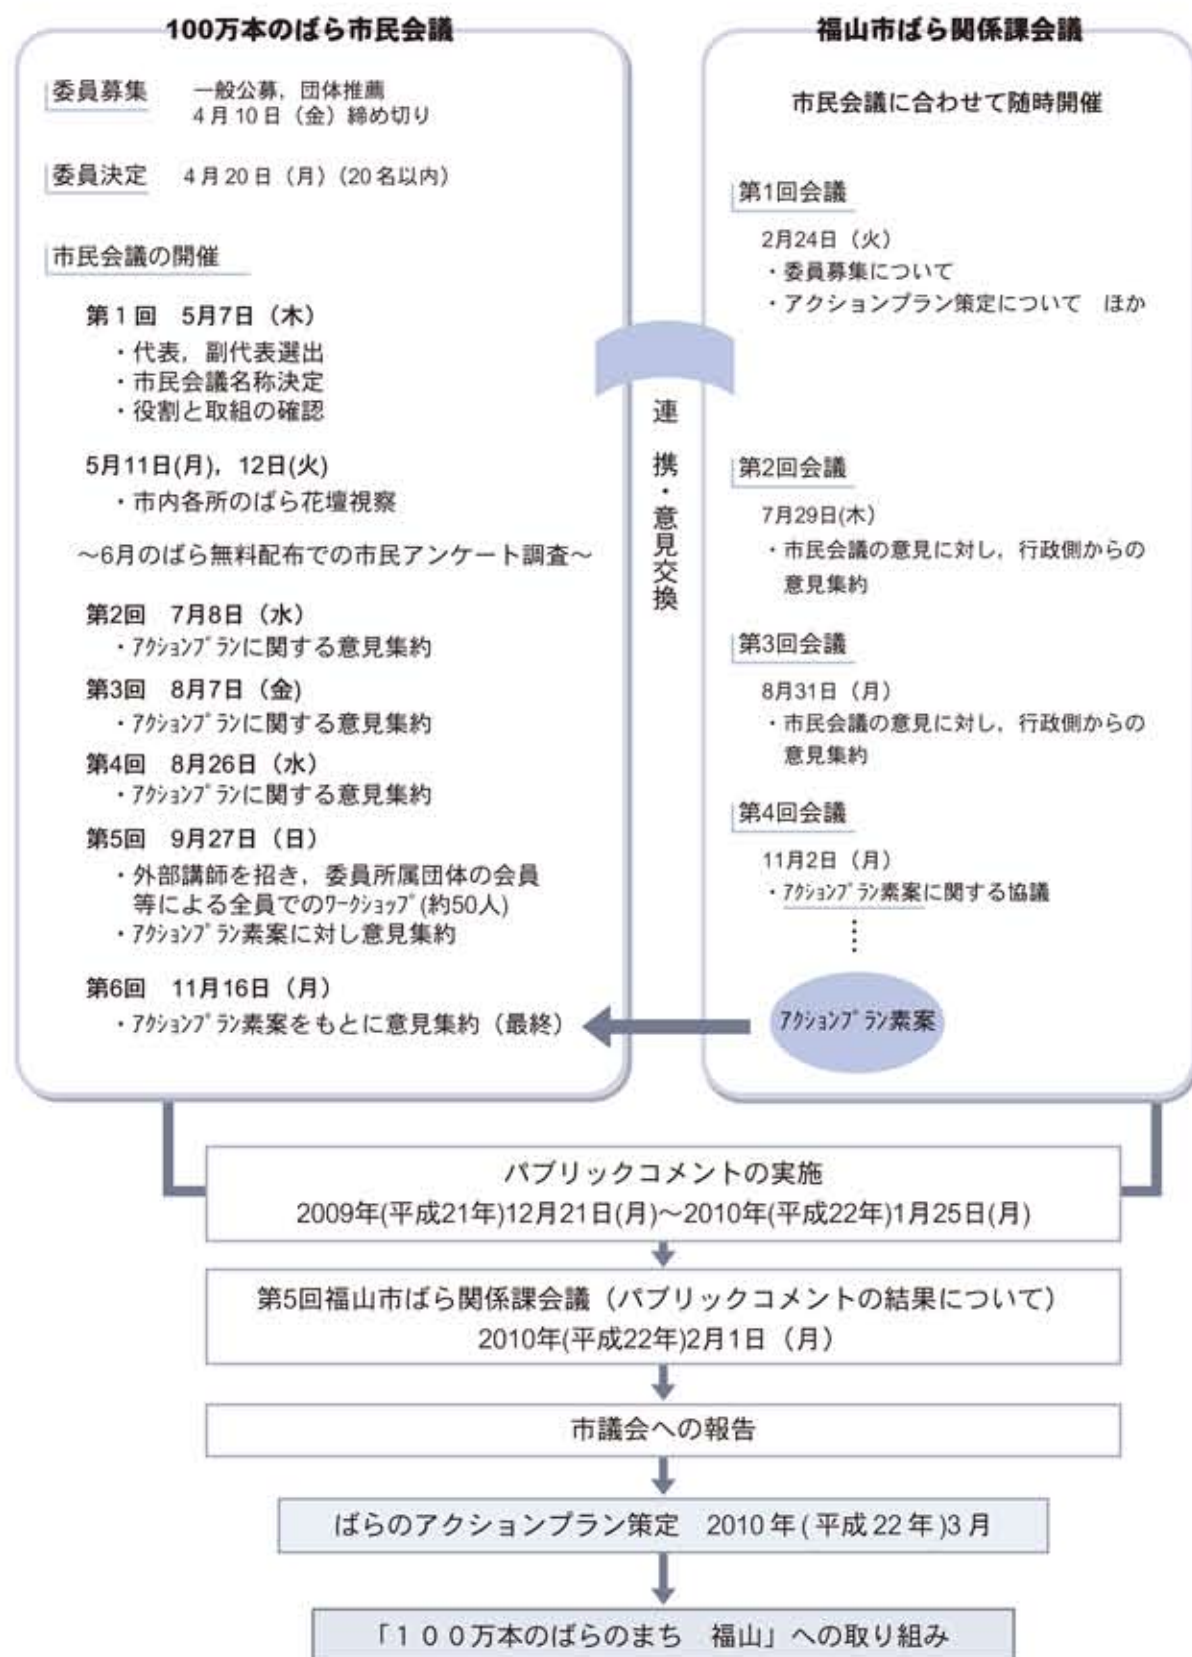 100万本のばら市民会議
委員募集 一般公募，団体推薦
4月10日（金）締め切り
委員決定 4月20日（月）（20名以内）
市民会議の開催
第1回 5月7日（木）
・代表，副代表選出
・市民会議名称決定
・役割と取組の確認
5月11日(月)，12日(火)
・市内各所のばら花壇視察
～6月のばら無料配布での市民アンケート調査～
第2回 7月8日（水）
・ｱｸｼｮﾝﾌﾟﾗﾝに関する意見集約
第3回 8月7日（金)
・ｱｸｼｮﾝﾌﾟﾗﾝに関する意見集約
第4回 8月26日（水）
・ｱｸｼｮﾝﾌﾟﾗﾝに関する意見集約
第5回 9月27日（日）
・外部講師を招き，委員所属団体の会員
等による全員でのﾜｰｸｼｮｯﾌﾟ(約50人)
・ｱｸｼｮﾝﾌﾟﾗﾝ素案に対し意見集約
第6回 11月16日（月）
・ｱｸｼｮﾝﾌﾟﾗﾝ素案をもとに意見集約（最終）
連携・意見交換
福山市ばら関係課会議
市民会議に合わせて随時開催
第1回会議
2月24日（火）
・委員募集について
・アクションプラン策定について ほか
第2回会議
7月29日(木）
・市民会議の意見に対し，行政側からの
意見集約
第3回会議
8月31日（月）
・市民会議の意見に対し，行政側からの
意見集約
第4回会議
11月2日（月）
・ｱｸｼｮﾝﾌﾟﾗﾝ素案に関する協議
ｱｸｼｮﾝﾌﾟﾗﾝ素案
パブリックコメントの実施
2009年(平成21年)12月21日(月)～2010年(平成22年)1月25日(月)
第5回福山市ばら関係課会議（パブリックコメントの結果について）
2010年(平成22年)2月1日（月）
市議会への報告
ばらのアクションプラン策定 2010年(平成22年)3月
「１００万本のばらのまち 福山」への取り組み